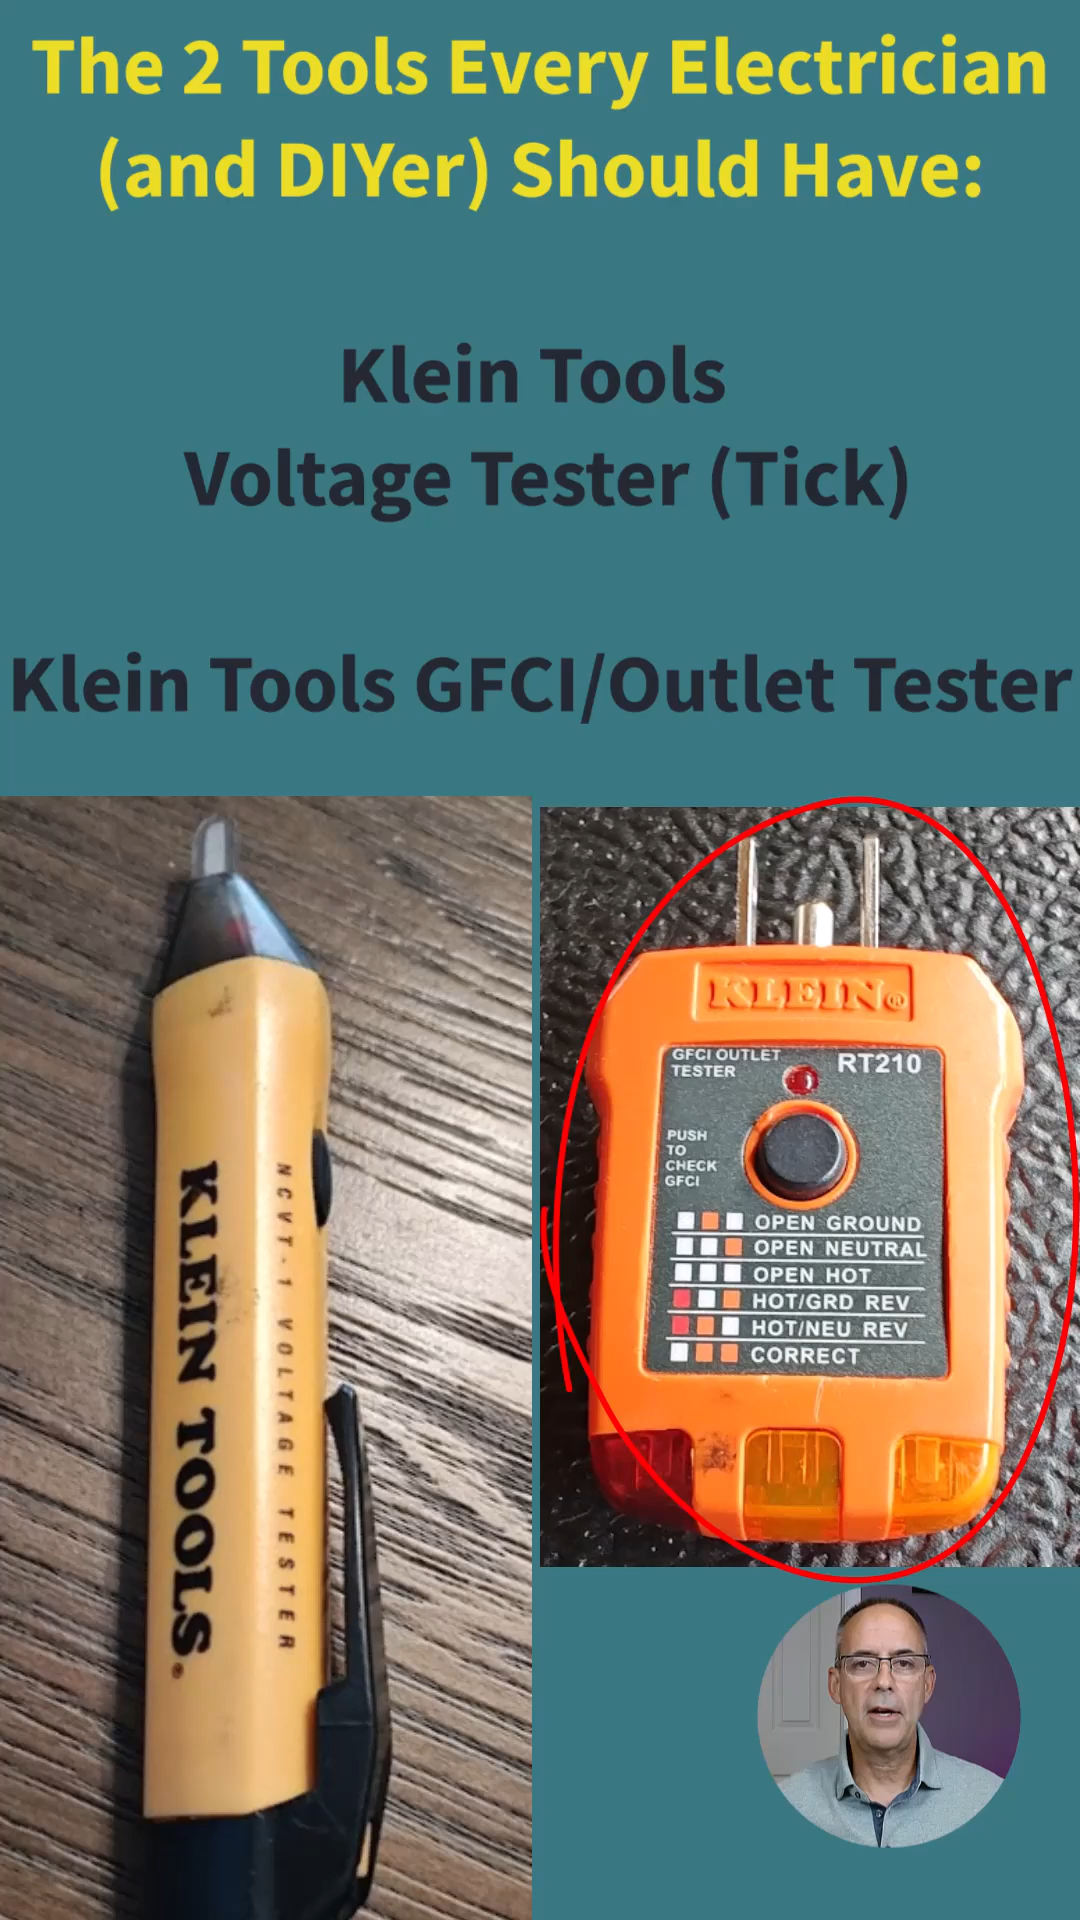 The 2 Tools Every Electrician
(and DIYer) Should Have:
Klein Tools
Voltage Tester (Tick)
Klein Tools GFCI/Outlet Tester
KLEIN TOOLS®
NCVT-1 VOLTAGE TESTER
KLEIN®
GFCI OUTLET
TESTER
RT210
PUSH
TO
CHECK
GFCI
OPEN GROUND
OPEN NEUTRAL
OPEN HOT
HOT/GRD REV
HOT/NEU REV
CORRECT